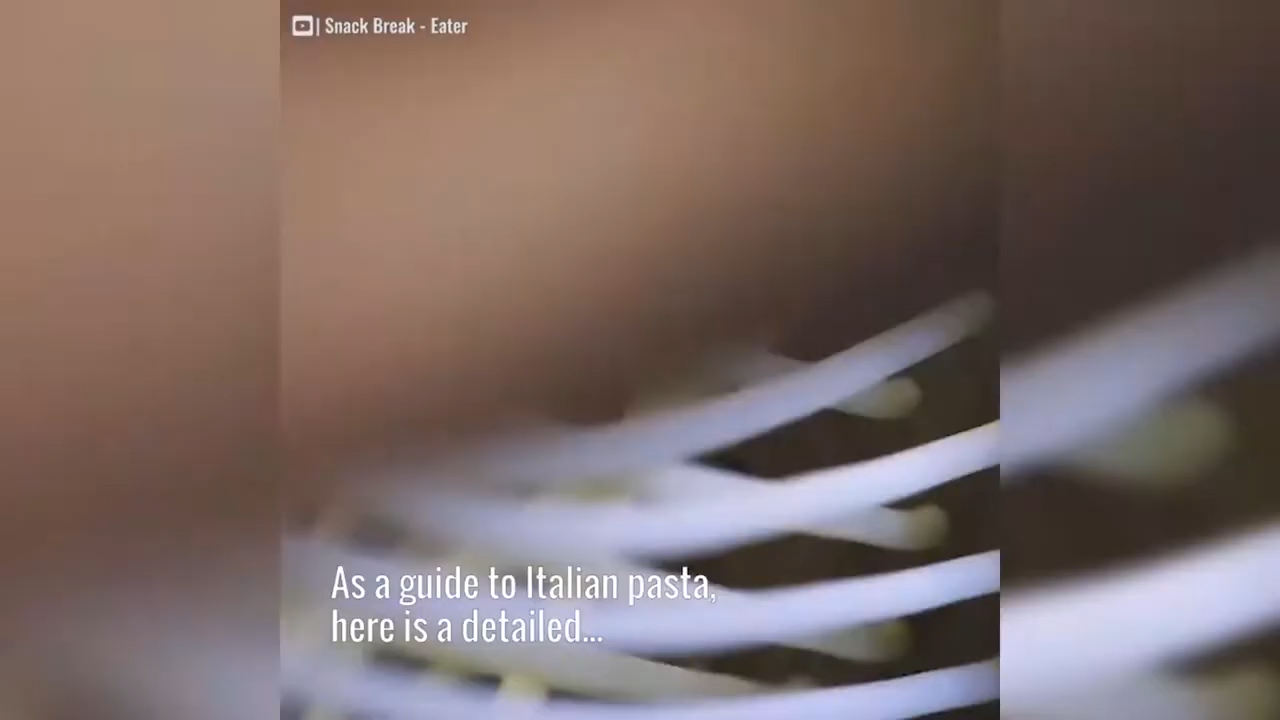 | Snack Break - Eater
As a guide to Italian pasta,
here is a detailed...